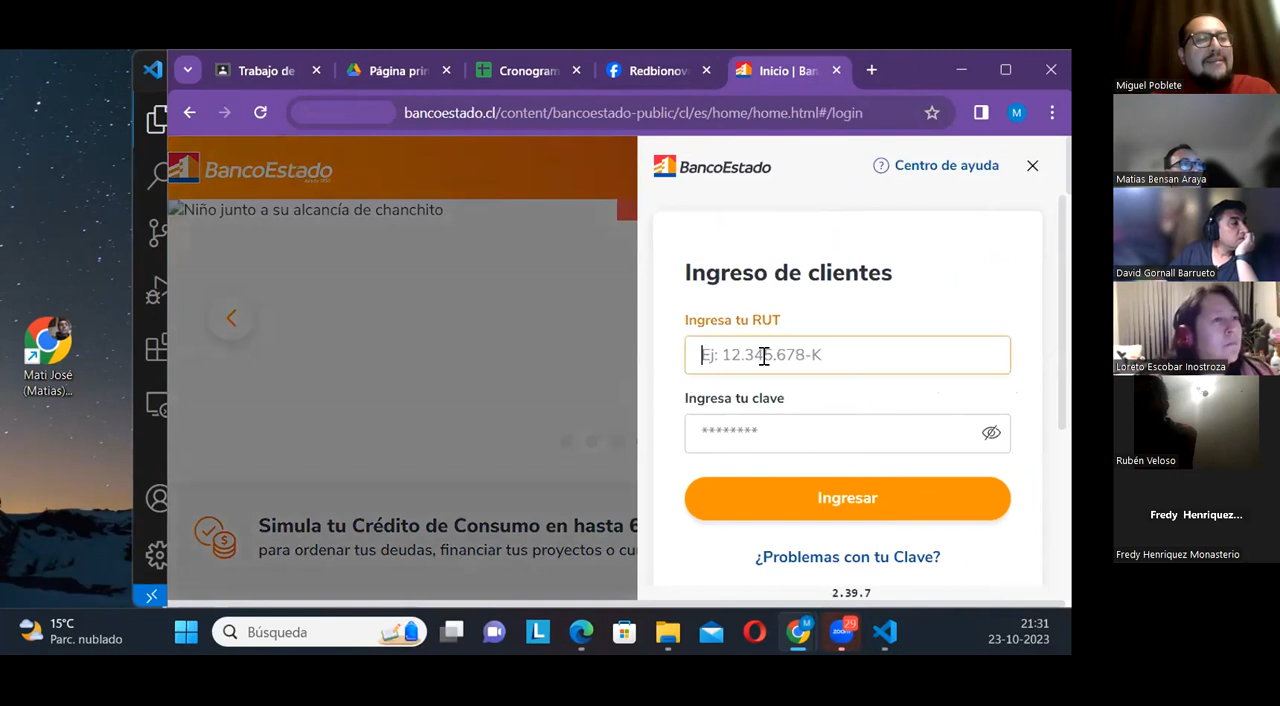 Trabajo de
Página prin
Cronogram
Redbionov
Inicio | Ban
bancoestado.cl/content/bancoestado-public/cl/es/home/home.html#/login
M
BancoEstado
Niño junto a su alcancía de chanchito
Simula tu Crédito de Consumo en hasta 6
para ordenar tus deudas, financiar tus proyectos o cu
BancoEstado
Centro de ayuda
Ingreso de clientes
Ingresa tu RUT
Ej: 12.345.678-K
Ingresa tu clave
********
Ingresar
¿Problemas con tu Clave?
2.39.7
Mati José
(Matias)...
15°C
Parc. nublado
Búsqueda
L
M
zoom
29
21:31
23-10-2023
Miguel Poblete
Matias Bensan Araya
David Gornall Barrueto
Loreto Escobar Inostroza
Rubén Veloso
Fredy Henriquez...
Fredy Henriquez Monasterio